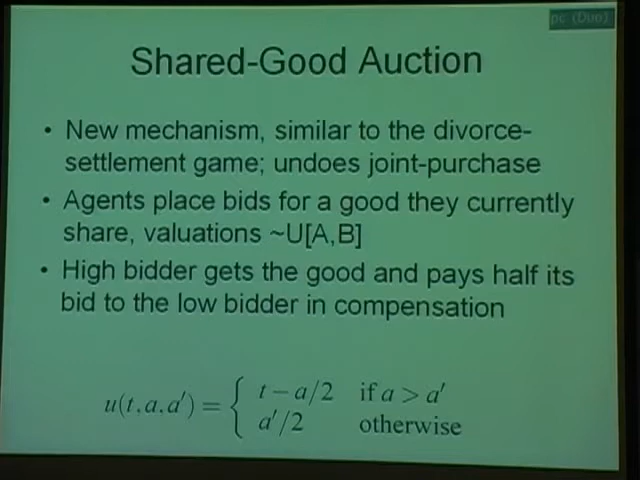 pc (Duo)
Shared-Good Auction
• New mechanism, similar to the divorce-
settlement game; undoes joint-purchase
• Agents place bids for a good they currently
share, valuations ~U[A,B]
• High bidder gets the good and pays half its
bid to the low bidder in compensation
u(t,a,a′) = { t − a/2 if a > a′
a′/2 otherwise